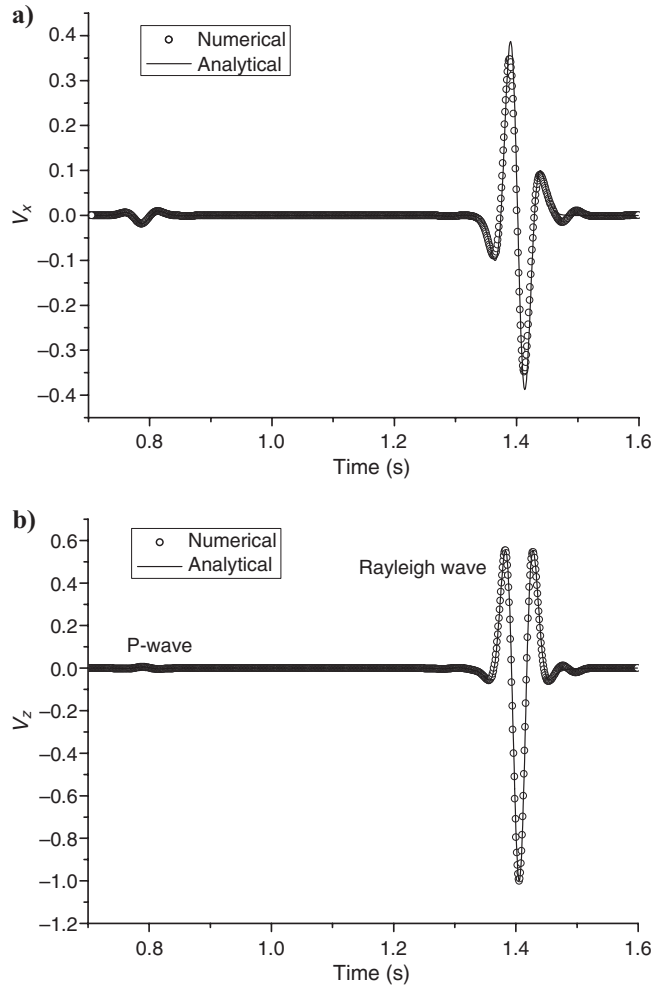 a)
0.4
0.3
0.2
0.1
0.0
−0.1
−0.2
−0.3
−0.4
Vx
Numerical
Analytical
0.8 1.0 1.2 1.4 1.6
Time (s)
b)
0.6
0.4
0.2
0.0
−0.2
−0.4
−0.6
−0.8
−1.0
−1.2
Vz
Numerical
Analytical
Rayleigh wave
P-wave
0.8 1.0 1.2 1.4 1.6
Time (s)